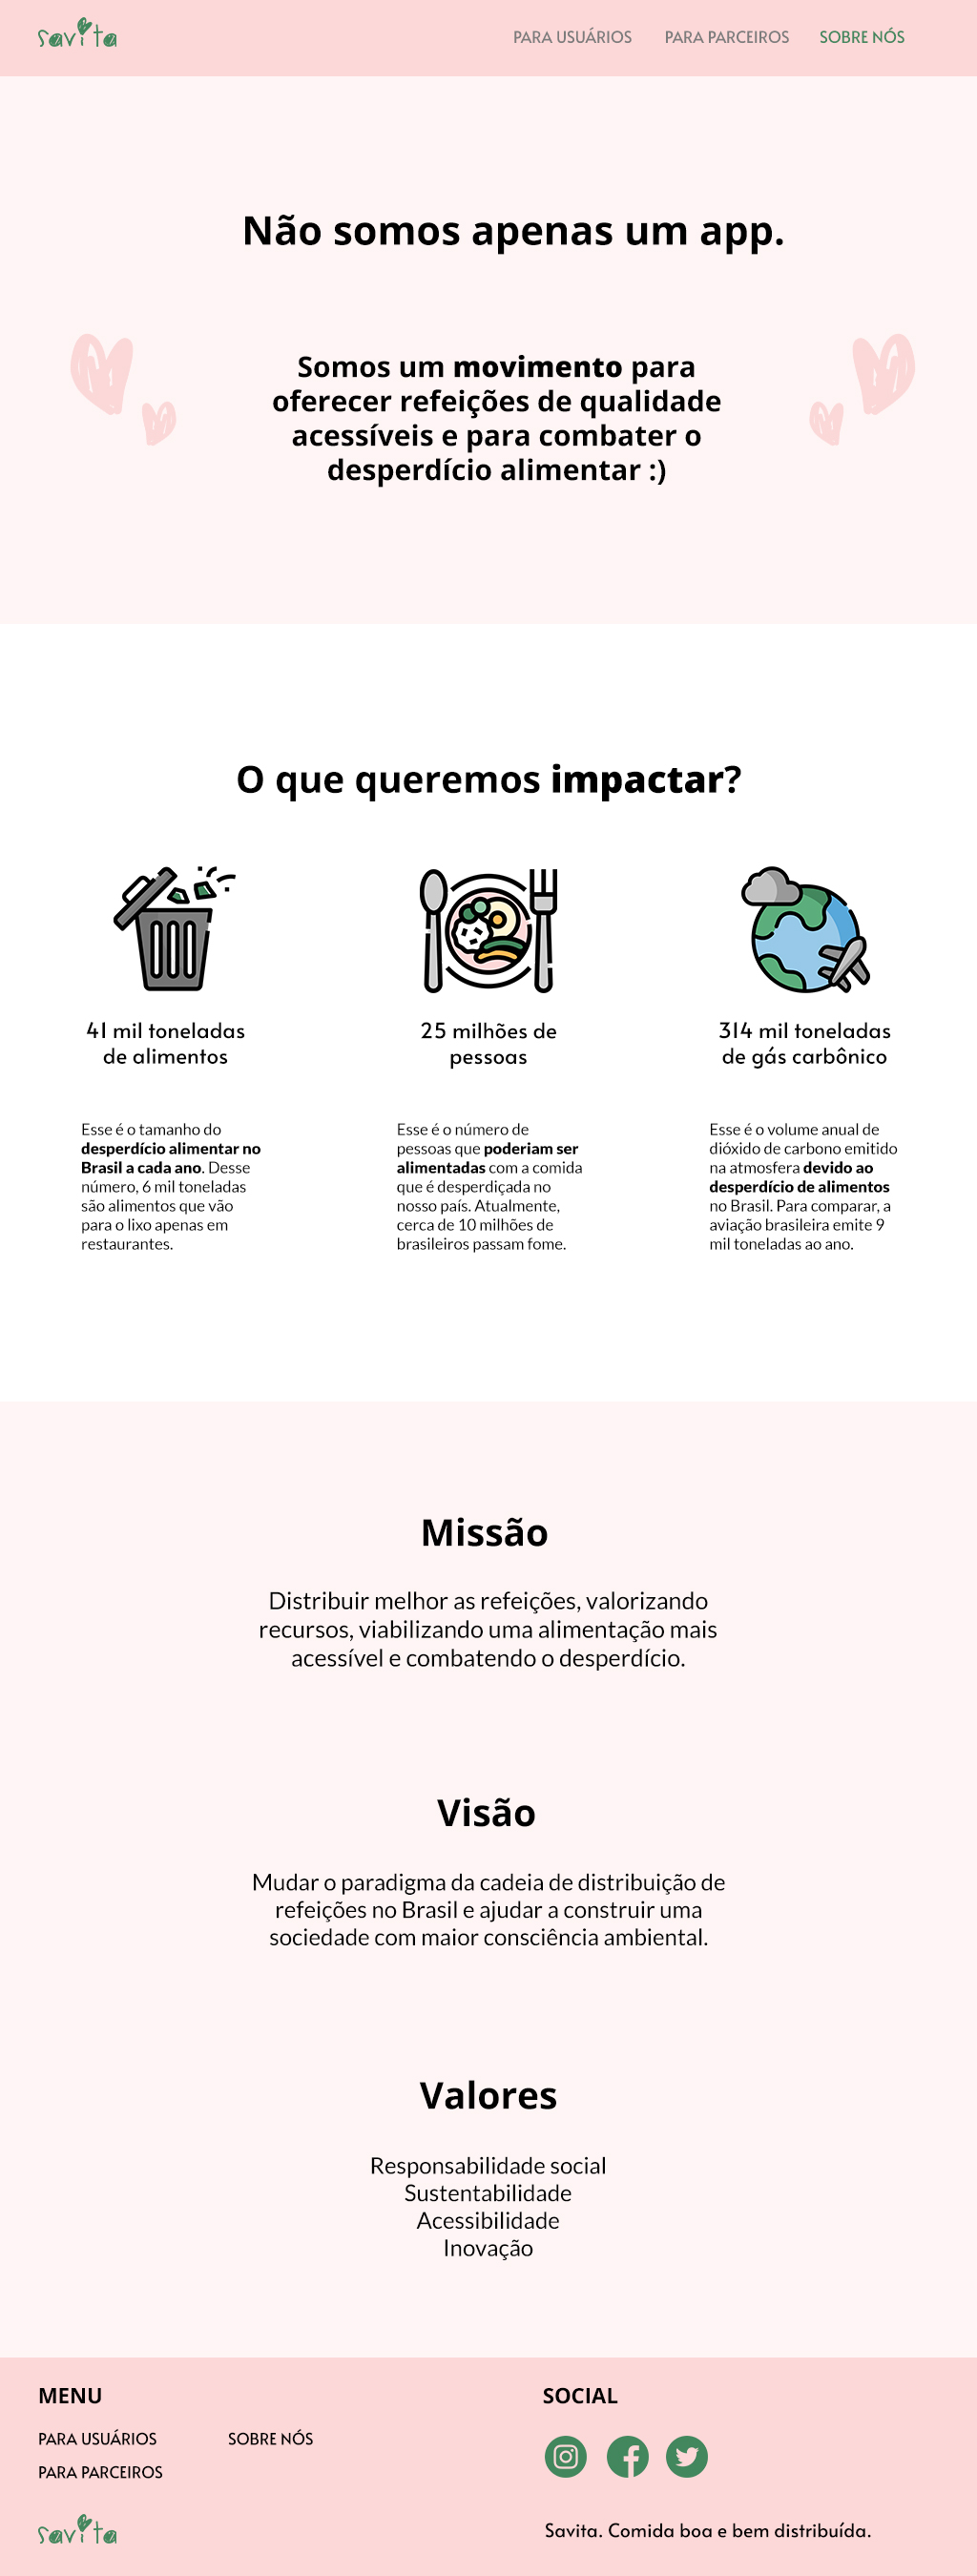 savita
PARA USUÁRIOS PARA PARCEIROS SOBRE NÓS
Não somos apenas um app.
Somos um movimento para
oferecer refeições de qualidade
acessíveis e para combater o
desperdício alimentar :)
O que queremos impactar?
41 mil toneladas
de alimentos
Esse é o tamanho do
desperdício alimentar no
Brasil a cada ano. Desse
número, 6 mil toneladas
são alimentos que vão
para o lixo apenas em
restaurantes.
25 milhões de
pessoas
Esse é o número de
pessoas que poderiam ser
alimentadas com a comida
que é desperdiçada no
nosso país. Atualmente,
cerca de 10 milhões de
brasileiros passam fome.
314 mil toneladas
de gás carbônico
Esse é o volume anual de
dióxido de carbono emitido
na atmosfera devido ao
desperdício de alimentos
no Brasil. Para comparar, a
aviação brasileira emite 9
mil toneladas ao ano.
Missão
Distribuir melhor as refeições, valorizando
recursos, viabilizando uma alimentação mais
acessível e combatendo o desperdício.
Visão
Mudar o paradigma da cadeia de distribuição de
refeições no Brasil e ajudar a construir uma
sociedade com maior consciência ambiental.
Valores
Responsabilidade social
Sustentabilidade
Acessibilidade
Inovação
MENU
PARA USUÁRIOS SOBRE NÓS
PARA PARCEIROS
savita
SOCIAL
Savita. Comida boa e bem distribuída.